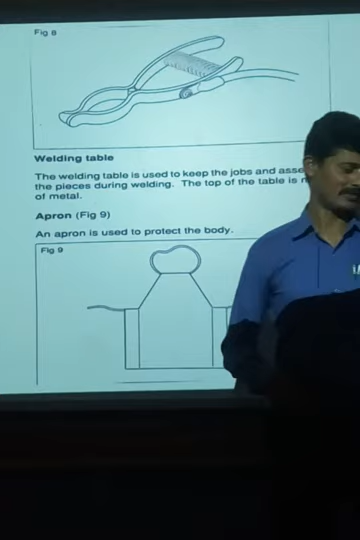 Fig 8
Welding table
The welding table is used to keep the jobs and
the pieces during welding. The top of the table is
of metal.
Apron (Fig 9)
An apron is used to protect the body.
Fig 9